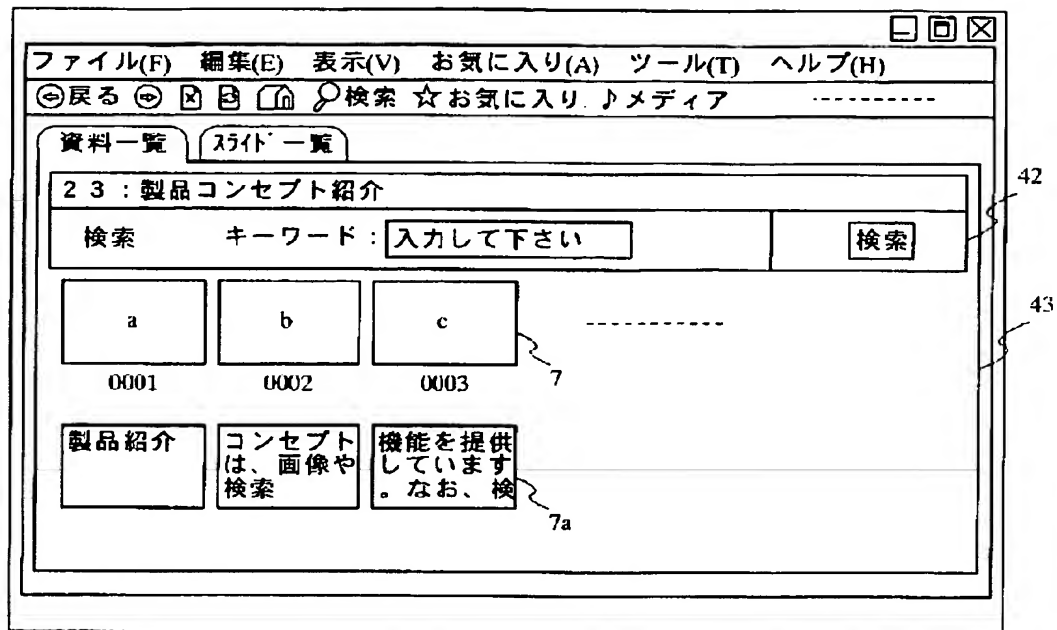 ファイル(F) 編集(E) 表示(V) お気に入り(A) ツール(T) ヘルプ(H)
戻る 検索 お気に入り メディア
資料一覧 スライド一覧
23:製品コンセプト紹介
検索 キーワード: 入力して下さい 検索
42
43
a b c
7
0001 0002 0003
製品紹介
コンセプト
は、画像や
検索
機能を提供
しています
。なお、検
7a